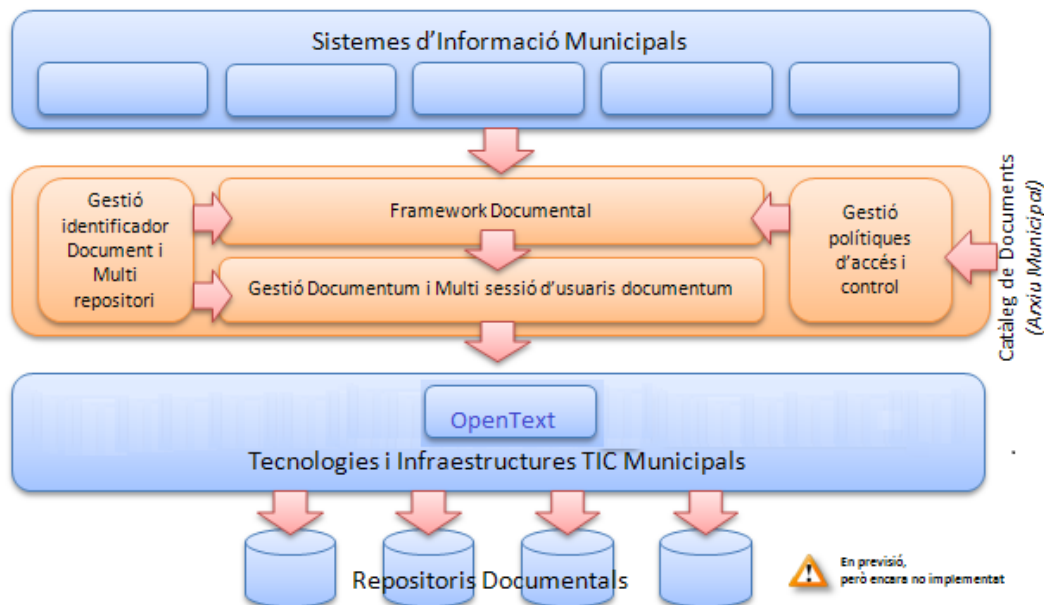 Sistemes d'Informació Municipals
Gestió
identificador
Document i
Multi
repositori
Framework Documental
Gestió Documentum i Multi sessió d'usuaris documentum
Gestió
polítiques
d'accés i
control
Catàleg de Documents
(Arxiu Municipal)
OpenText
Tecnologies i Infraestructures TIC Municipals
.
Repositoris Documentals
En previsió,
però encara no implementat